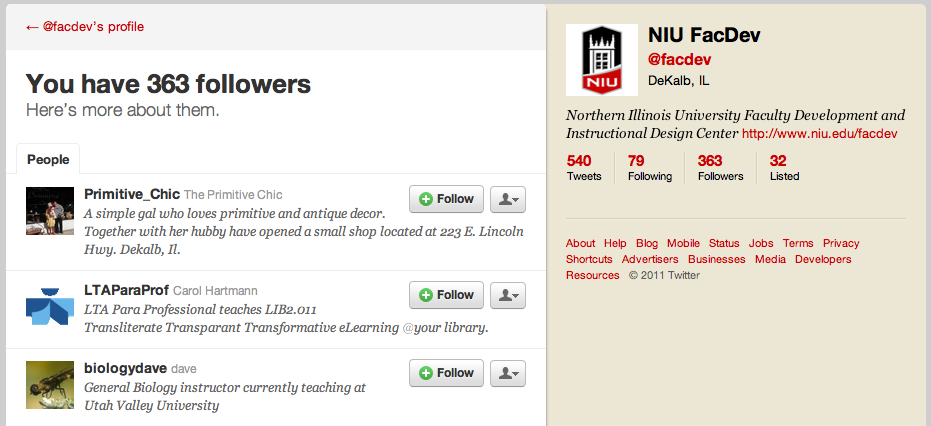 ← @facdev's profile
You have 363 followers
Here's more about them.
People
Primitive_Chic The Primitive Chic
A simple gal who loves primitive and antique decor.
Together with her hubby have opened a small shop located at 223 E. Lincoln
Hwy. Dekalb, Il.
Follow
LTAParaProf Carol Hartmann
LTA Para Professional teaches LIB2.011
Transliterate Transparant Transformative eLearning @your library.
Follow
biologydave dave
General Biology instructor currently teaching at
Utah Valley University
Follow
NIU
NIU FacDev
@facdev
DeKalb, IL
Northern Illinois University Faculty Development and
Instructional Design Center http://www.niu.edu/facdev
540 79 363 32
Tweets Following Followers Listed
About Help Blog Mobile Status Jobs Terms Privacy
Shortcuts Advertisers Businesses Media Developers
Resources © 2011 Twitter